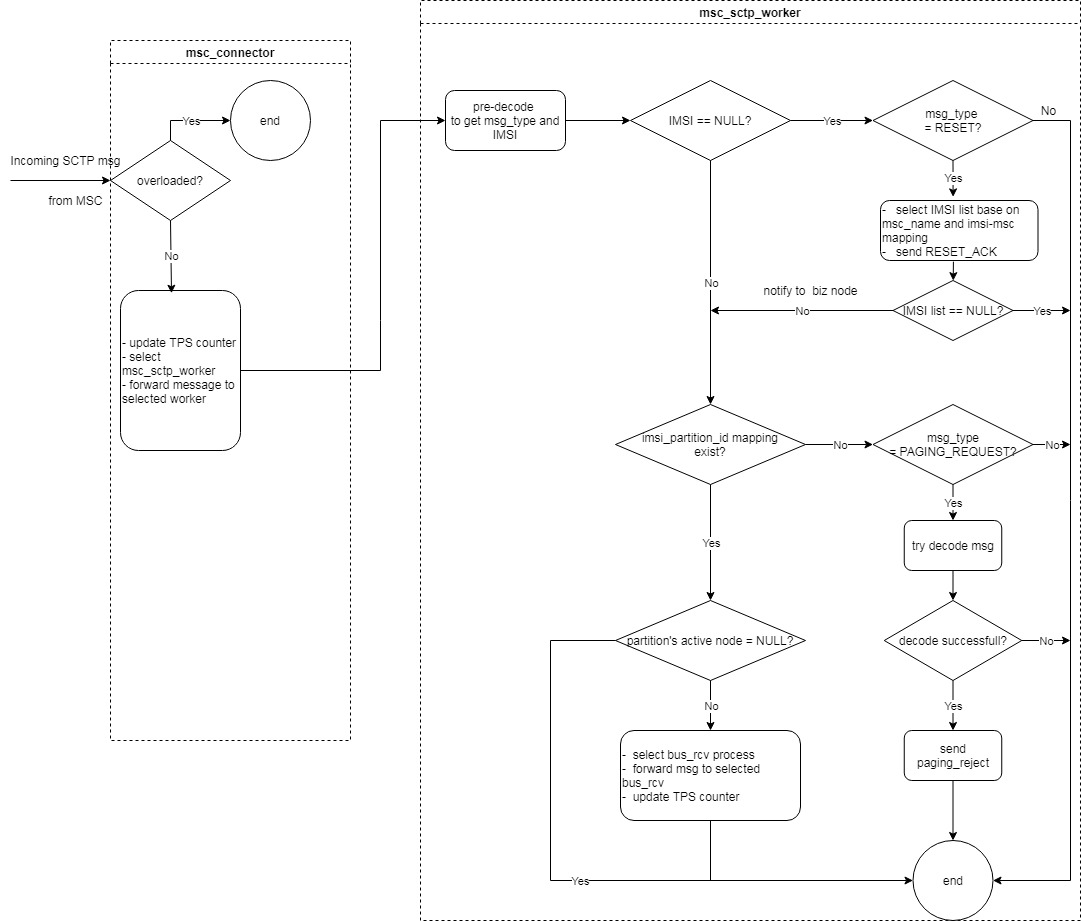 msc_sctp_worker
msc_connector
Yes
end
Incoming SCTP msg
from MSC
overloaded?
No
- update TPS counter
- select
msc_sctp_worker
- forward message to
selected worker
pre-decode
to get msg_type and
IMSI
IMSI == NULL?
Yes
msg_type
= RESET?
No
Yes
- select IMSI list base on
msc_name and imsi-msc
mapping
- send RESET_ACK
No
notify to biz node
No
IMSI list == NULL?
Yes
imsi_partition_id mapping
exist?
No
msg_type
= PAGING_REQUEST?
No
Yes
try decode msg
Yes
partition's active node = NULL?
decode successfull?
No
No
Yes
- select bus_rcv process
- forward msg to selected
bus_rcv
- update TPS counter
send
paging_reject
Yes
end